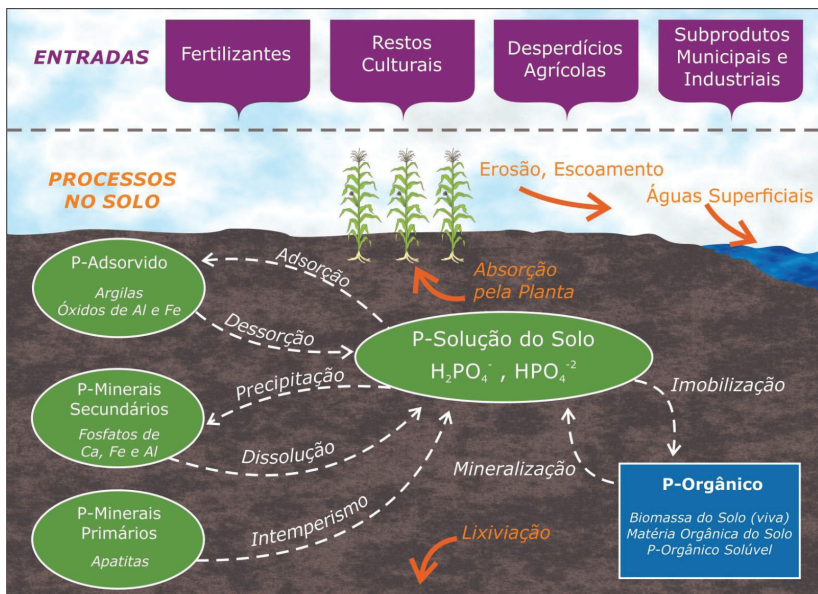 ENTRADAS
Fertilizantes
Restos
Culturais
Desperdícios
Agrícolas
Subprodutos
Municipais e
Industriais
PROCESSOS
NO SOLO
Erosão, Escoamento
Águas Superficiais
P-Adsorvido
Argilas
Óxidos de Al e Fe
Adsorção
Dessorção
Absorção
pela Planta
P-Solução do Solo
H₂PO₄⁻ , HPO₄⁻²
P-Minerais
Secundários
Fosfatos de
Ca, Fe e Al
Precipitação
Dissolução
Imobilização
Mineralização
P-Orgânico
Biomassa do Solo (viva)
Matéria Orgânica do Solo
P-Orgânico Solúvel
P-Minerais
Primários
Apatitas
Intemperismo
Lixiviação